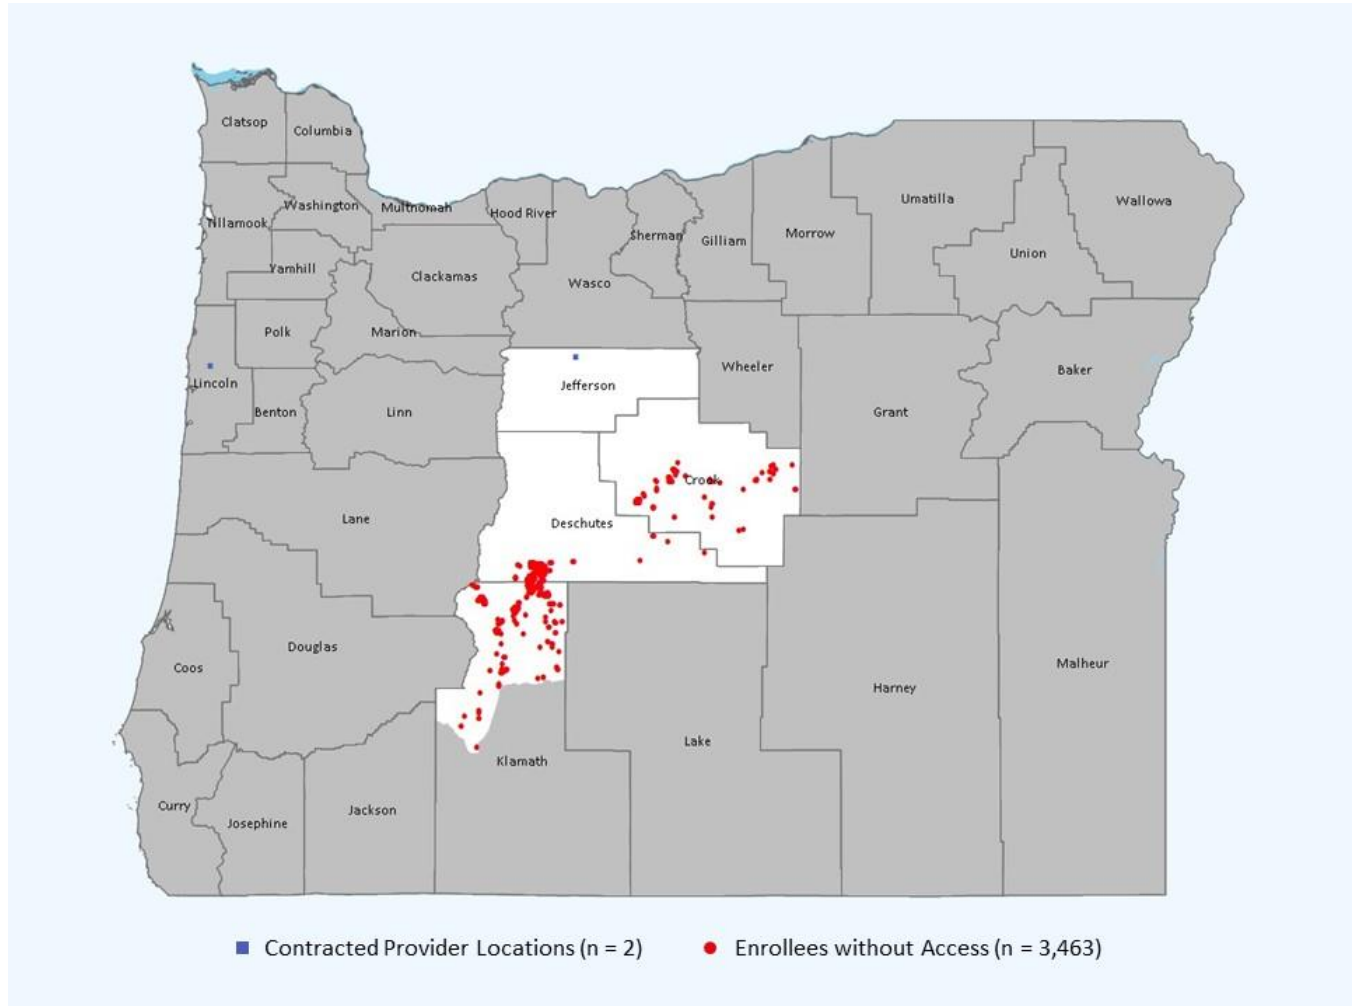 Clatsop
Columbia
Washington
Multnomah
Hood River
Tillamook
Sherman
Gilliam
Morrow
Umatilla
Wallowa
Union
Yamhill
Clackamas
Wasco
Polk
Marion
Lincoln
Benton
Linn
Jefferson
Wheeler
Grant
Baker
Crook
Lane
Deschutes
Douglas
Coos
Klamath
Lake
Harney
Malheur
Curry
Josephine
Jackson
Contracted Provider Locations (n = 2)
Enrollees without Access (n = 3,463)